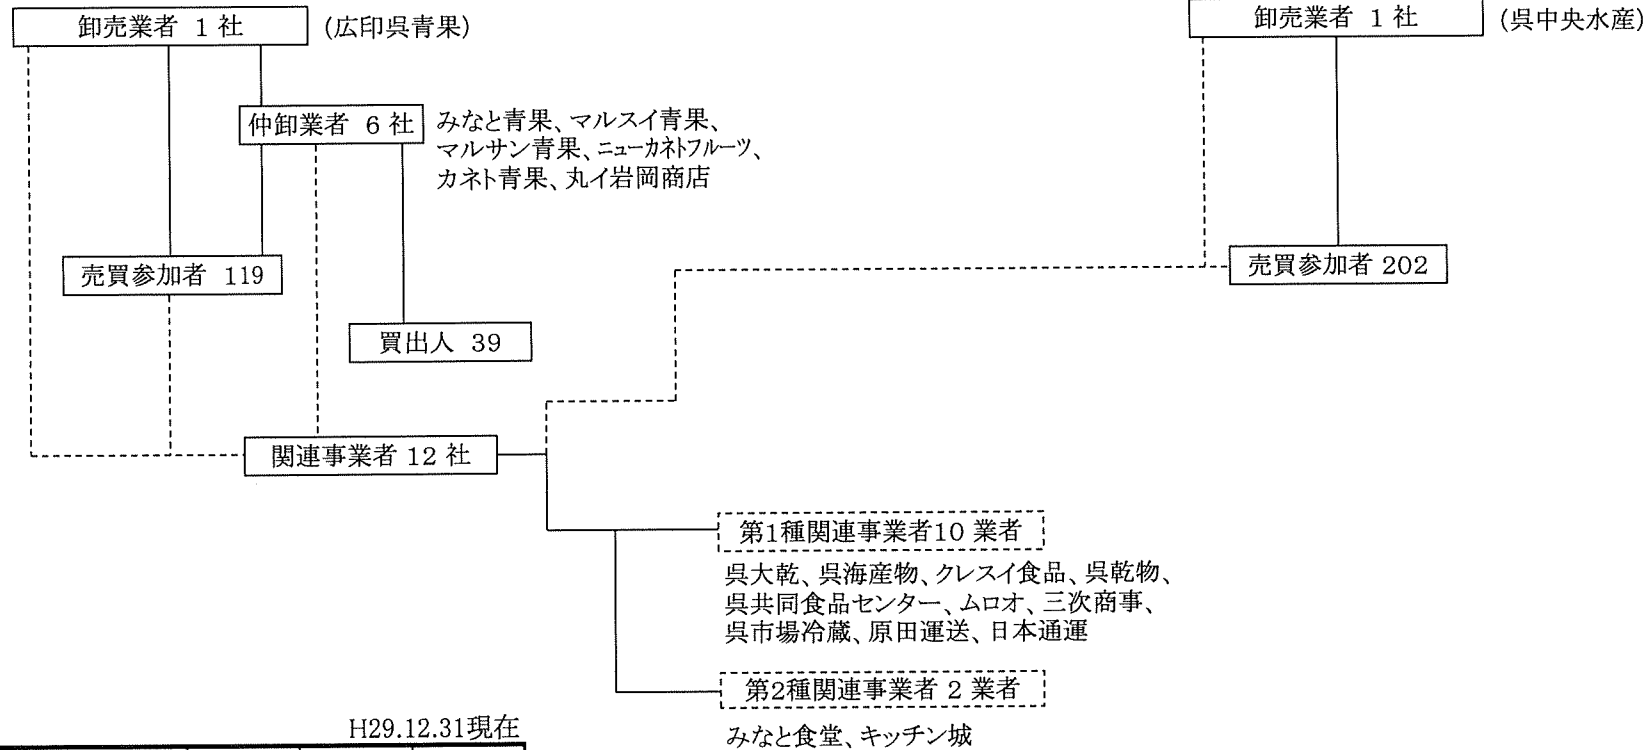 卸売業者 1 社 (広印呉青果)
卸売業者 1 社 (呉中央水産)
仲卸業者 6 社
みなと青果、マルスイ青果、
マルサン青果、ニューカネトフルーツ、
カネト青果、丸イ岩岡商店
売買参加者 119
売買参加者 202
買出人 39
関連事業者 12 社
第1種関連事業者10 業者
呉大乾、呉海産物、クレスイ食品、呉乾物、
呉共同食品センター、ムロオ、三次商事、
呉市場冷蔵、原田運送、日本通運
第2種関連事業者 2 業者
みなと食堂、キッチン城
H29.12.31現在